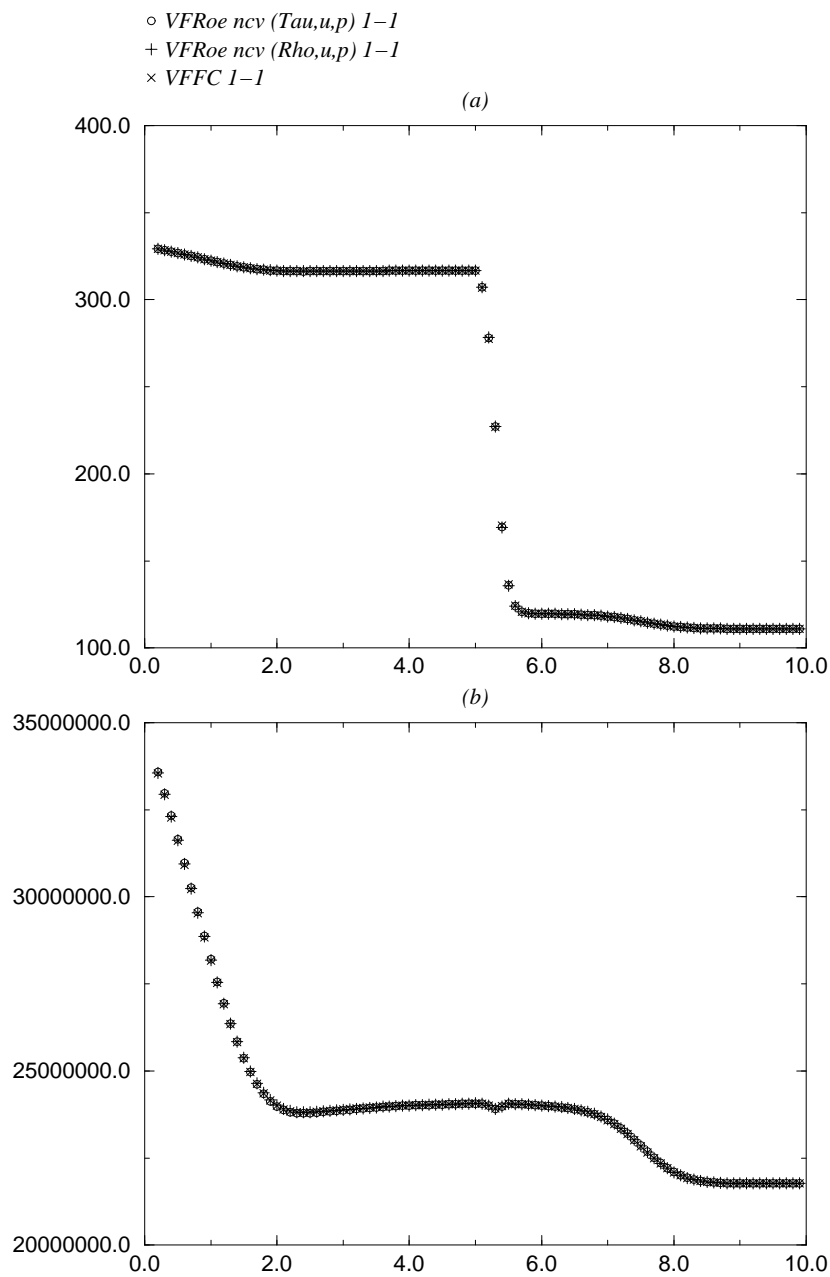 ○ VFRoe ncv (Tau,u,p) 1−1
+ VFRoe ncv (Rho,u,p) 1−1
× VFFC 1−1
(a)
400.0
300.0
200.0
100.0
0.0 2.0 4.0 6.0 8.0 10.0
(b)
35000000.0
30000000.0
25000000.0
20000000.0
0.0 2.0 4.0 6.0 8.0 10.0